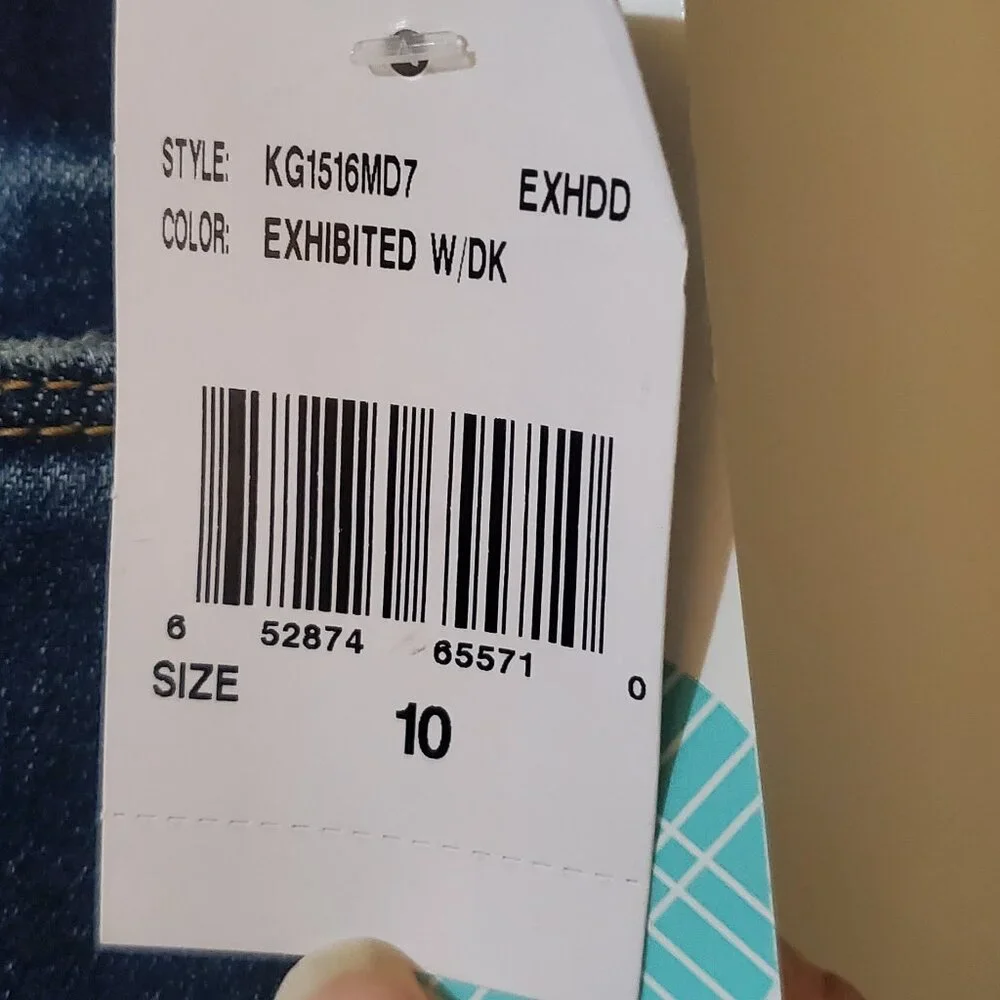 STYLE: KG1516MD7 EXHDD
COLOR: EXHIBITED W/DK
6 52874 65571 0
SIZE
10